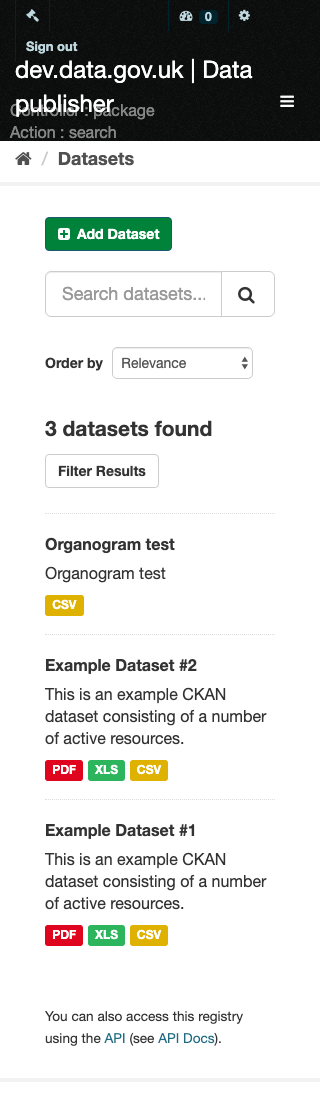 0
Sign out
dev.data.gov.uk | Data
publisher
Controller : package
Action : search
/ Datasets
Add Dataset
Search datasets...
Order by Relevance
3 datasets found
Filter Results
Organogram test
Organogram test
CSV
Example Dataset #2
This is an example CKAN
dataset consisting of a number
of active resources.
PDF XLS CSV
Example Dataset #1
This is an example CKAN
dataset consisting of a number
of active resources.
PDF XLS CSV
You can also access this registry
using the API (see API Docs).